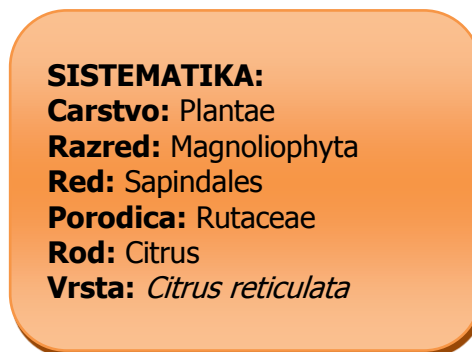 SISTEMATIKA:
Carstvo: Plantae
Razred: Magnoliophyta
Red: Sapindales
Porodica: Rutaceae
Rod: Citrus
Vrsta: Citrus reticulata